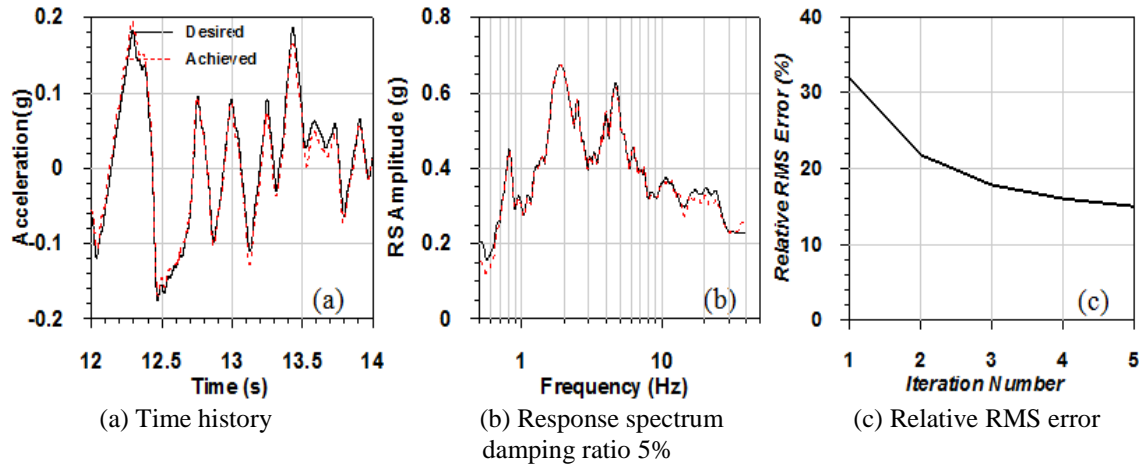 0.2
0.1
0
-0.1
-0.2
Acceleration(g)
Desired
Achieved
(a)
12 12.5 13 13.5 14
Time (s)
0.8
0.6
0.4
0.2
0
RS Amplitude (g)
(b)
1 10
Frequency (Hz)
40
30
20
10
0
Relative RMS Error (%)
(c)
1 2 3 4 5
Iteration Number
(a) Time history
(b) Response spectrum
damping ratio 5%
(c) Relative RMS error